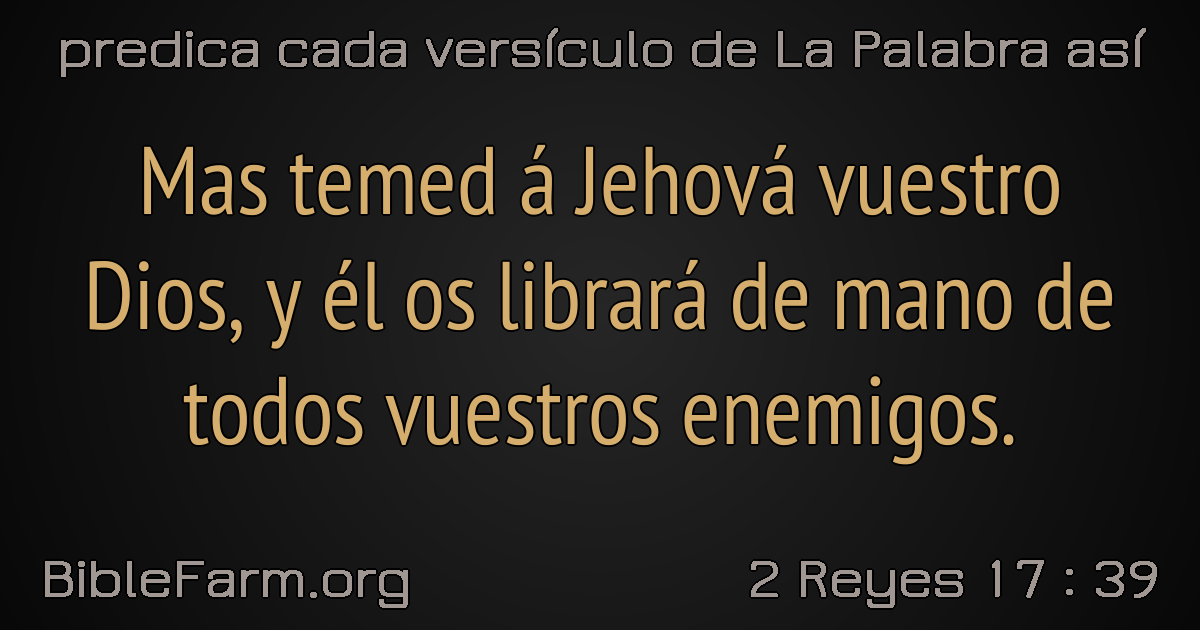 predica cada versículo de La Palabra así
Mas temed á Jehová vuestro
Dios, y él os librará de mano de
todos vuestros enemigos.
BibleFarm.org
2 Reyes 17 : 39